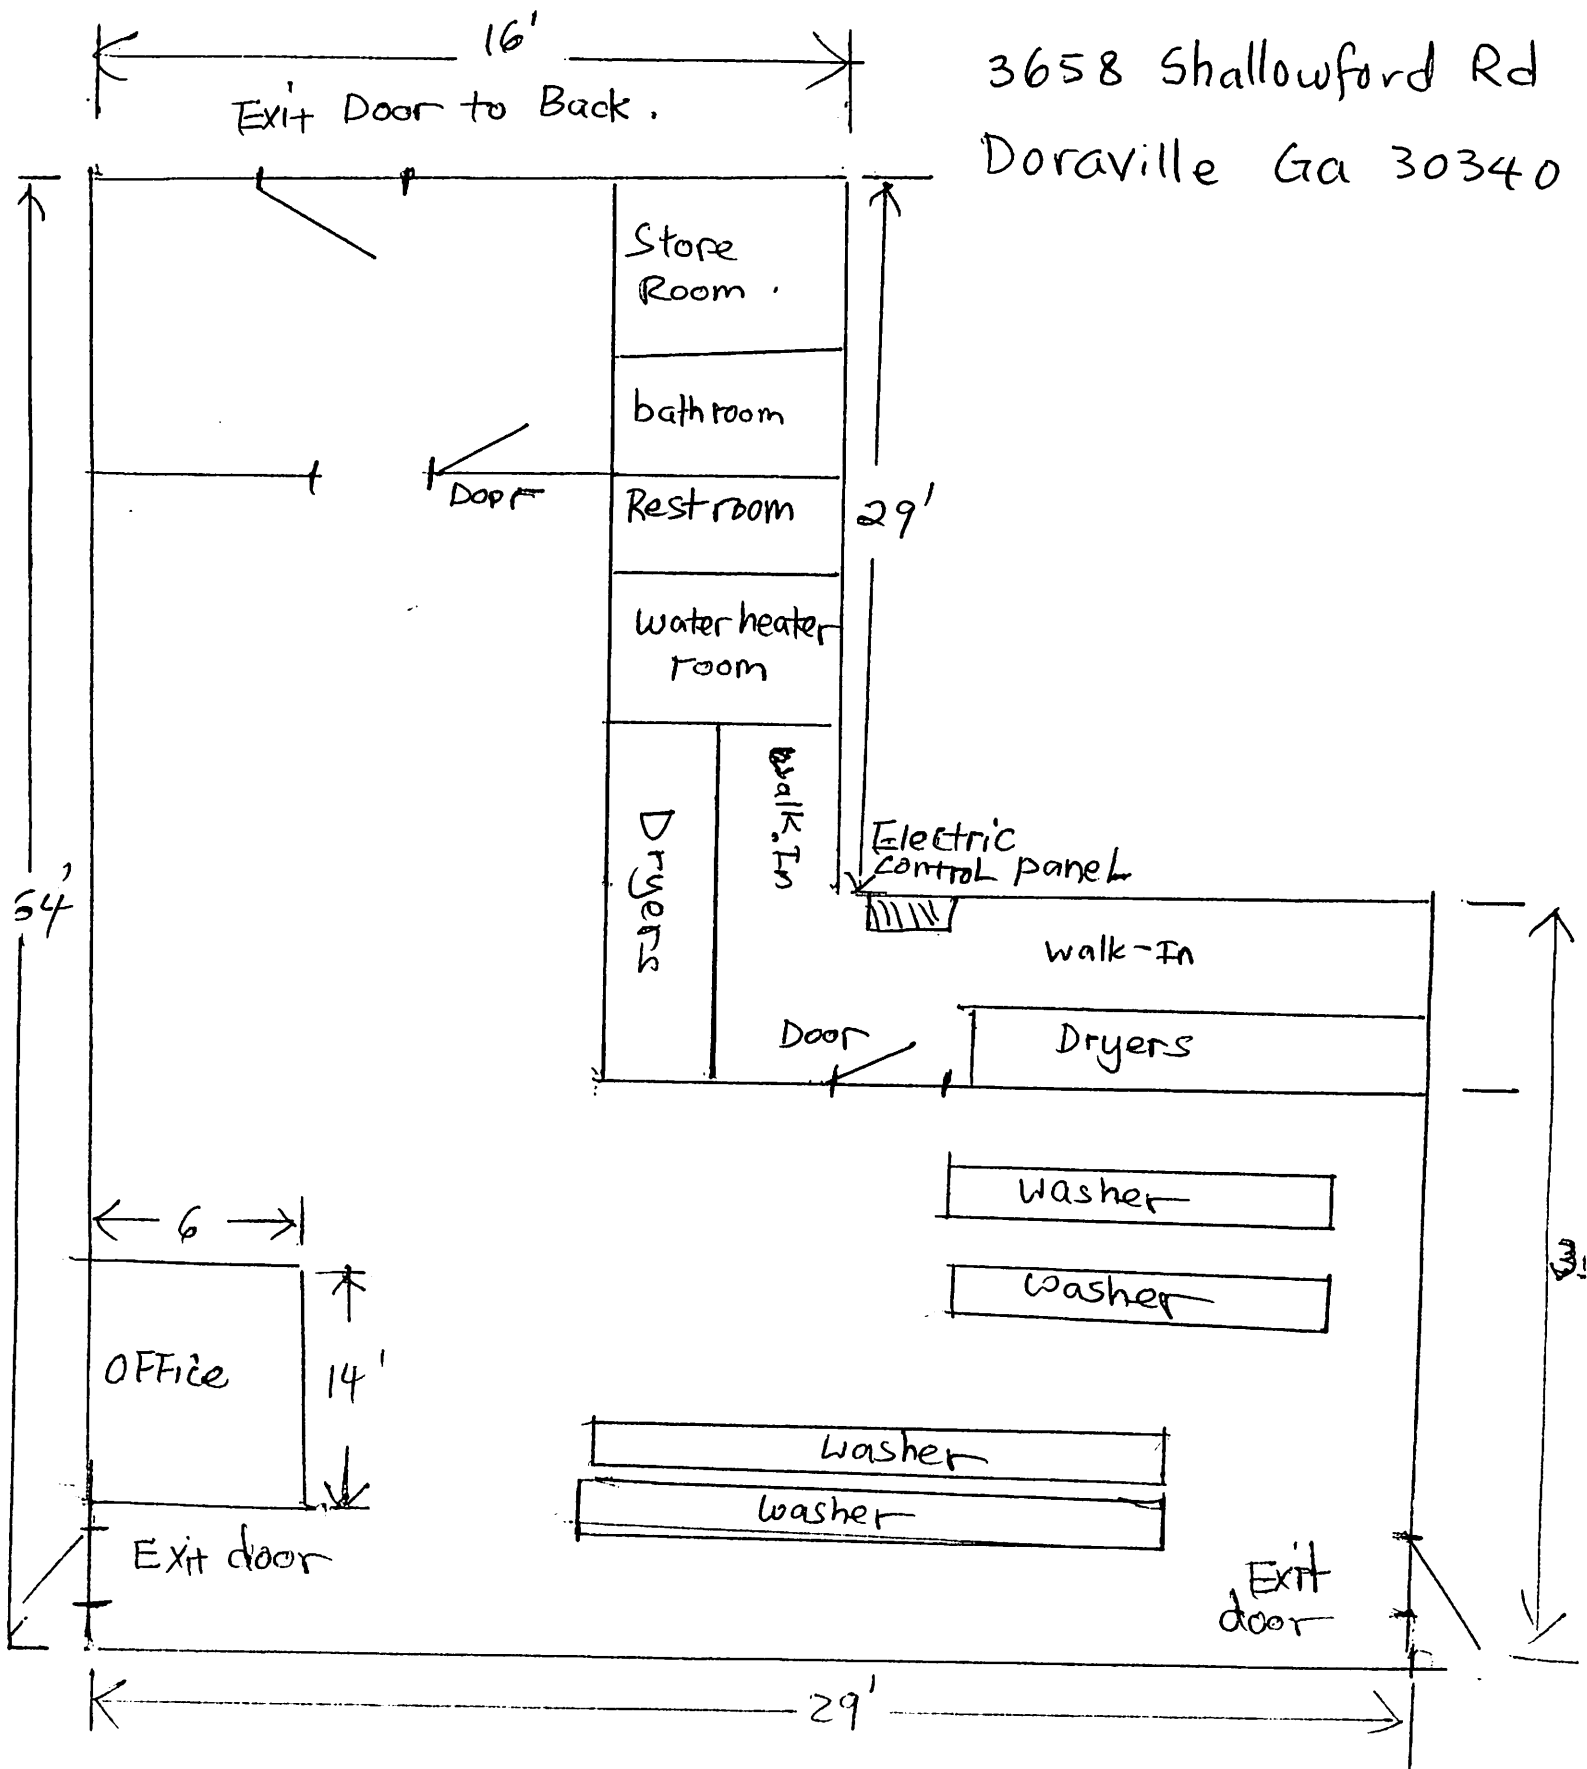 16'
3658 Shallowford Rd
Doraville Ga 30340
Exit Door to Back.
Store
Room.
bathroom
Door
Restroom
29'
water heater
room
Walk-In
Dryers
Electric
control panel
54'
Walk-In
Door
Dryers
6
Washer
Washer
Office
14'
Washer
Washer
Exit door
Exit
door
29'